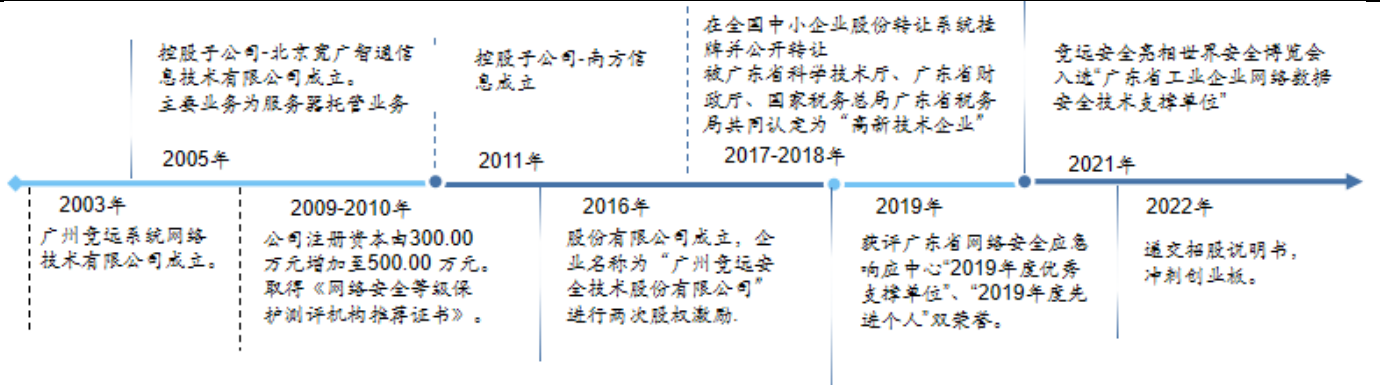 控股子公司-北京宽广智通信
息技术有限公司成立。
主要业务为服务器托管业务
2005年
控股子公司-南方信
息成立
2011年
在全国中小企业股份转让系统挂
牌并公开转让
被广东省科学技术厅、广东省财
政厅、国家税务总局广东省税务
局共同认定为“高新技术企业”
2017-2018年
竞远安全亮相世界安全博览会
入选“广东省工业企业网络数据
安全技术支撑单位”
2021年
2003年
广州竞远系统网络
技术有限公司成立。
2009-2010年
公司注册资本由300.00
万元增加至500.00 万元。
取得《网络安全等级保
护测评机构推荐证书》。
2016年
股份有限公司成立，企
业名称为“广州竞远安
全技术股份有限公司”
进行两次股权激励.
2019年
获评广东省网络安全应急
响应中心“2019年度优秀
支撑单位”、“2019年度先
进个人”双荣誉。
2022年
递交招股说明书，
冲刺创业板。